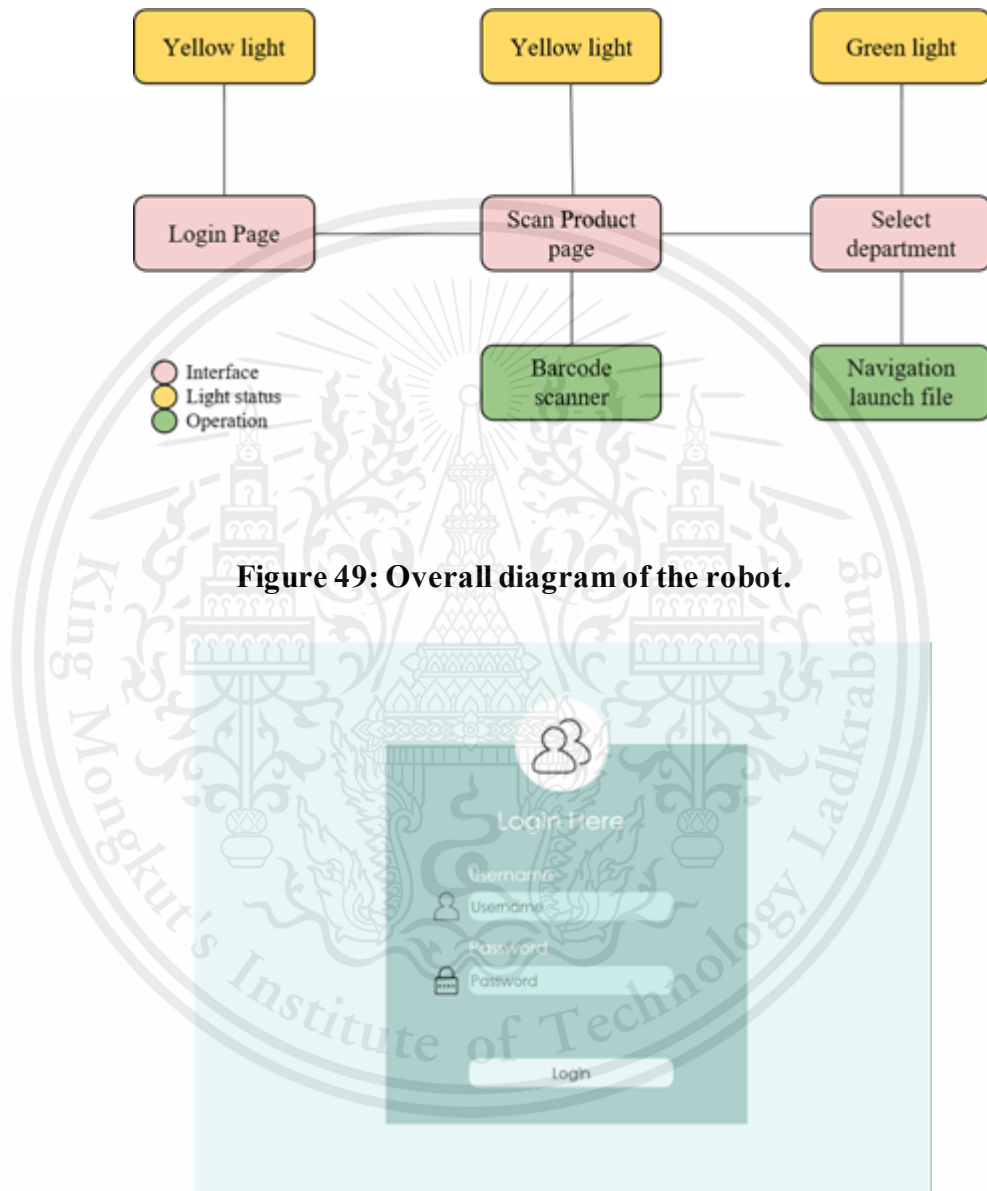 Yellow light
Yellow light
Green light
Login Page
Scan Product
page
Select
department
Barcode
scanner
Navigation
launch file
Interface
Light status
Operation
Figure 49: Overall diagram of the robot.
King Mongkut's Institute of Technology Ladkrabang
Login Here
Username
Username
Password
Password
Login